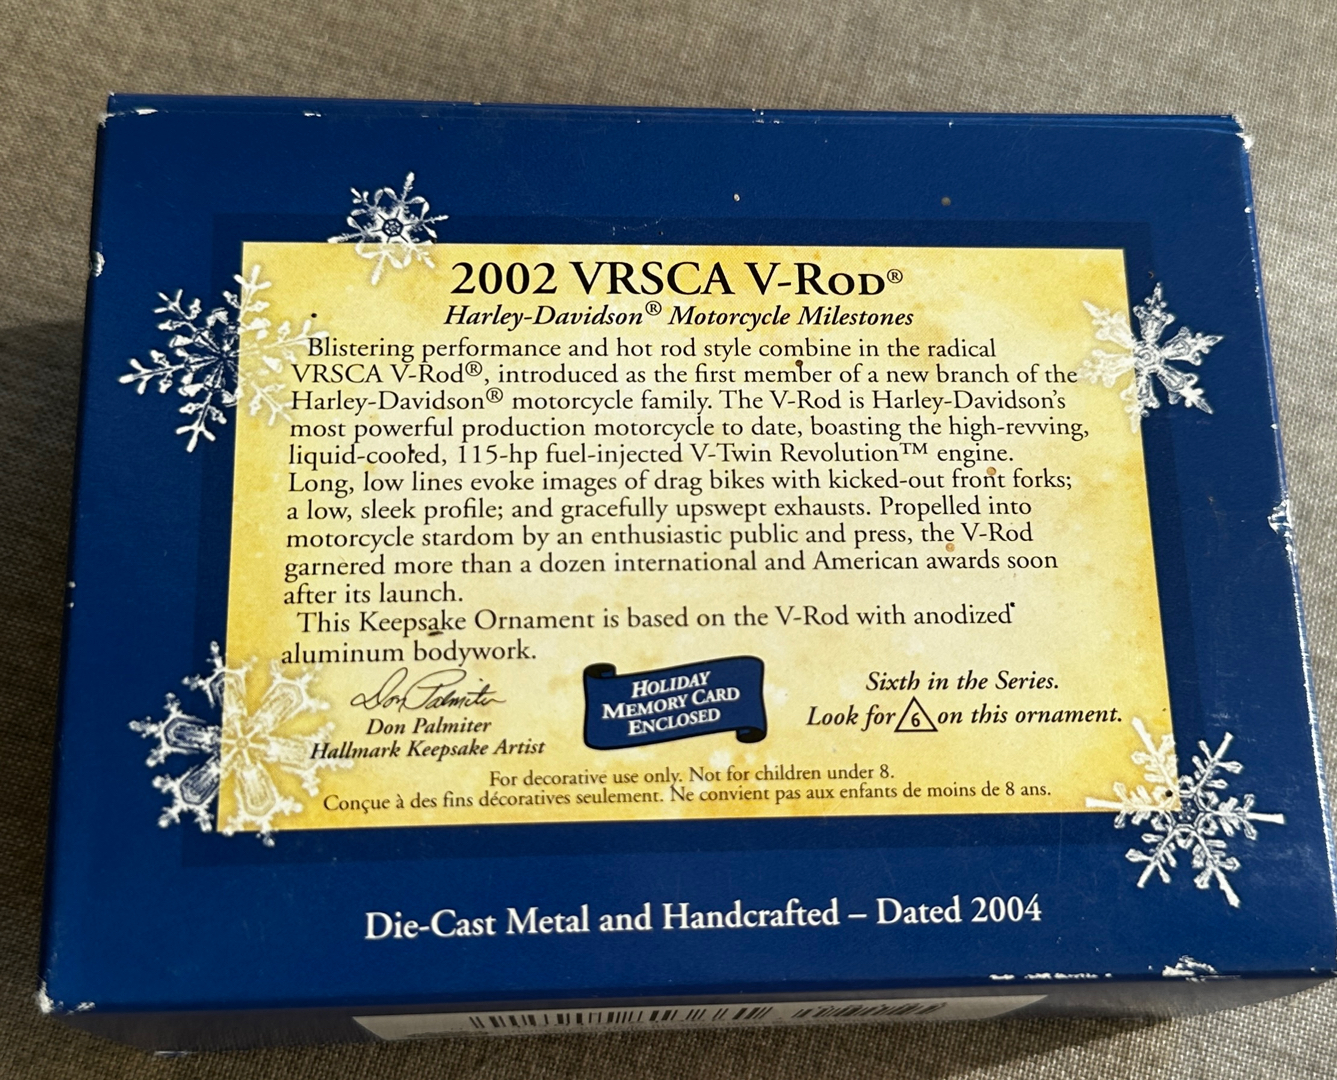 2002 VRSCA V-ROD®
Harley-Davidson® Motorcycle Milestones
Blistering performance and hot rod style combine in the radical
VRSCA V-Rod®, introduced as the first member of a new branch of the
Harley-Davidson® motorcycle family. The V-Rod is Harley-Davidson's
most powerful production motorcycle to date, boasting the high-revving,
liquid-cooled, 115-hp fuel-injected V-Twin Revolution™ engine.
Long, low lines evoke images of drag bikes with kicked-out front forks;
a low, sleek profile; and gracefully upswept exhausts. Propelled into
motorcycle stardom by an enthusiastic public and press, the V-Rod
garnered more than a dozen international and American awards soon
after its launch.
This Keepsake Ornament is based on the V-Rod with anodized
aluminum bodywork.
Don Palmiter
Don Palmiter
Hallmark Keepsake Artist
HOLIDAY
MEMORY CARD
ENCLOSED
Sixth in the Series.
Look for 6 on this ornament.
For decorative use only. Not for children under 8.
Conçue à des fins décoratives seulement. Ne convient pas aux enfants de moins de 8 ans.
Die-Cast Metal and Handcrafted – Dated 2004